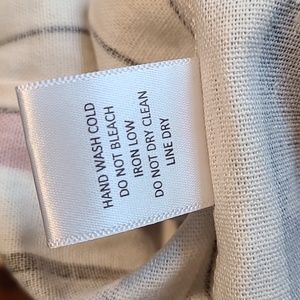 HAND WASH COLD
DO NOT BLEACH
IRON LOW
DO NOT DRY CLEAN
LINE DRY